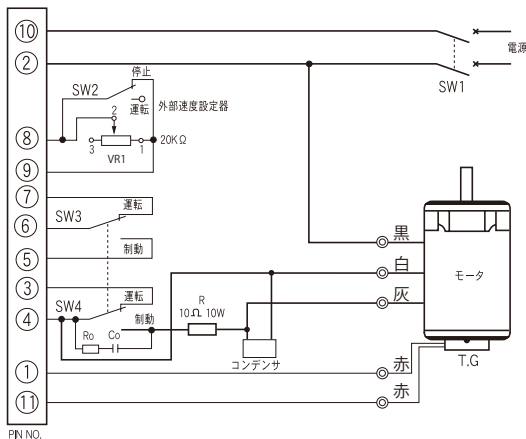 ⑩
電源
②
SW1
停止
SW2
運転
外部速度設定器
2
⑧
20KΩ
3
1
VR1
⑨
⑦
運転
⑥
SW3
黒
制動
⑤
白
モータ
③
運転
灰
SW4
R
10Ω 10W
④
制動
Ro
Co
コンデンサ
T.G
①
赤
⑪
赤
PIN NO.